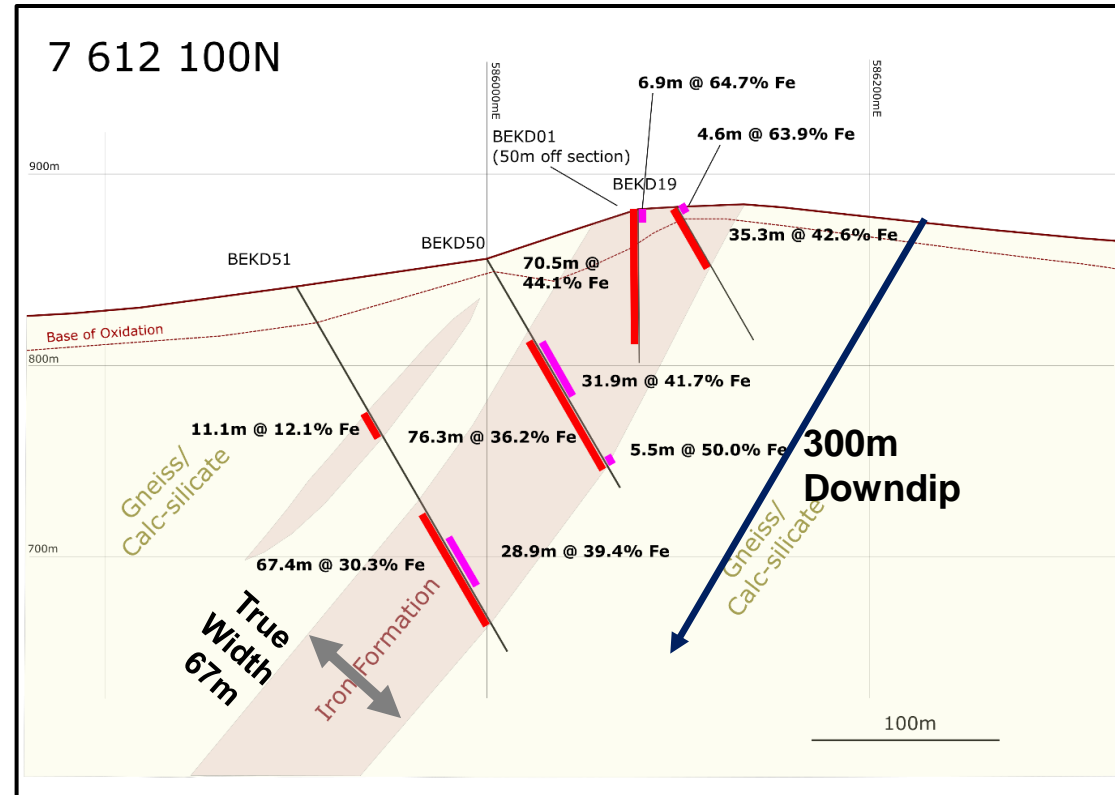 7 612 100N
586000mE
586200mE
6.9m @ 64.7% Fe
4.6m @ 63.9% Fe
BEKD01
(50m off section)
BEKD19
900m
35.3m @ 42.6% Fe
BEKD50
BEKD51
70.5m @
44.1% Fe
Base of Oxidation
800m
31.9m @ 41.7% Fe
11.1m @ 12.1% Fe
76.3m @ 36.2% Fe
5.5m @ 50.0% Fe
300m
Downdip
Gneiss/
Calc-silicate
Gneiss/
Calc-silicate
700m
28.9m @ 39.4% Fe
67.4m @ 30.3% Fe
True
Width
67m
Iron Formation
100m